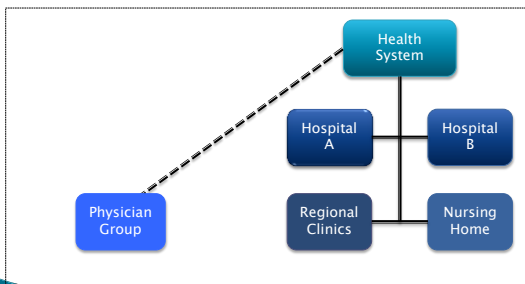 Health
System
Hospital
A
Hospital
B
Physician
Group
Regional
Clinics
Nursing
Home